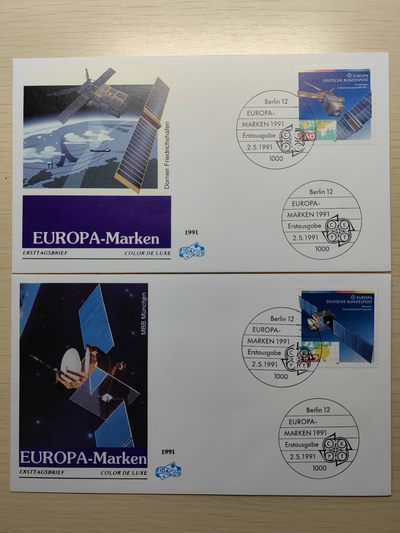 Dornier Friedrichshafen
EUROPA-Marken
ERSTTAGSBRIEF
COLOR DE LUXE
1991
EUROPA
DEUTSCHE BUNDESPOST
Berlin 12
EUROPA-
MARKEN 1991
Erstausgabe
2.5.1991
1000
C E
P T
Berlin 12
EUROPA-
MARKEN 1991
Erstausgabe
2.5.1991
1000
C E
P T
MBB München
EUROPA-Marken
ERSTTAGSBRIEF
COLOR DE LUXE
1991
EUROPA
DEUTSCHE BUNDESPOST
Berlin 12
EUROPA-
MARKEN 1991
Erstausgabe
2.5.1991
1000
C E
P T
Berlin 12
EUROPA-
MARKEN 1991
Erstausgabe
2.5.1991
1000
C E
P T